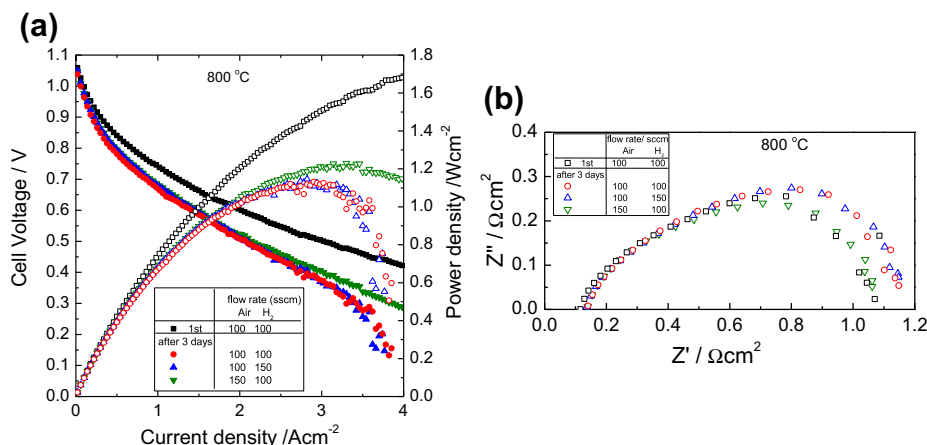 (a)
1.1
1.0
0.9
0.8
0.7
0.6
0.5
0.4
0.3
0.2
0.1
0.0
Cell Voltage / V
800 °C
1.8
1.6
1.4
1.2
1.0
0.8
0.6
0.4
0.2
0.0
Power density /Wcm-2
flow rate (sscm)
Air H2
1st 100 100
after 3 days
100 100
100 150
150 100
0 1 2 3 4
Current density /Acm-2
(b)
0.4
0.3
0.2
0.1
0.0
Z'' / Ωcm2
800 °C
flow rate/ sccm
Air H2
1st 100 100
after 3 days
100 100
100 150
150 100
0.0 0.2 0.4 0.6 0.8 1.0 1.2
Z' / Ωcm2